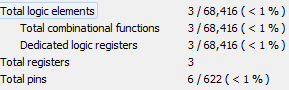 Total logic elements 3 / 68,416 ( < 1 % )
Total combinational functions 3 / 68,416 ( < 1 % )
Dedicated logic registers 3 / 68,416 ( < 1 % )
Total registers 3
Total pins 6 / 622 ( < 1 % )